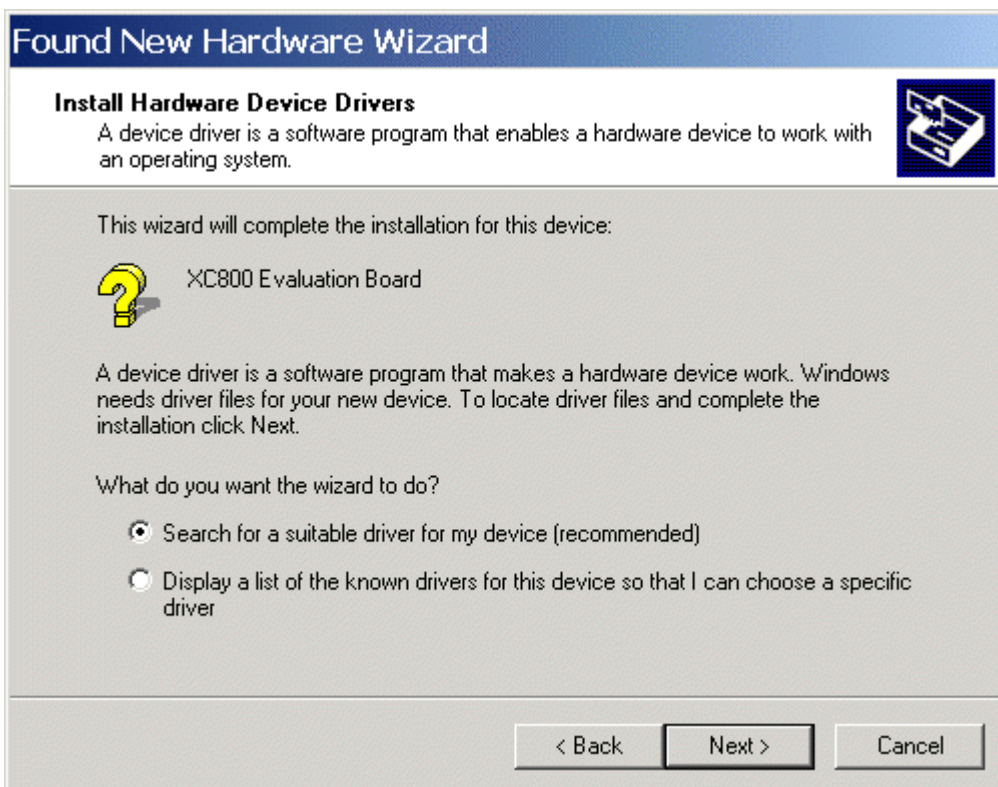 Found New Hardware Wizard
Install Hardware Device Drivers
A device driver is a software program that enables a hardware device to work with
an operating system.
This wizard will complete the installation for this device:
XC800 Evaluation Board
A device driver is a software program that makes a hardware device work. Windows
needs driver files for your new device. To locate driver files and complete the
installation click Next.
What do you want the wizard to do?
Search for a suitable driver for my device (recommended)
Display a list of the known drivers for this device so that I can choose a specific
driver
< Back Next > Cancel